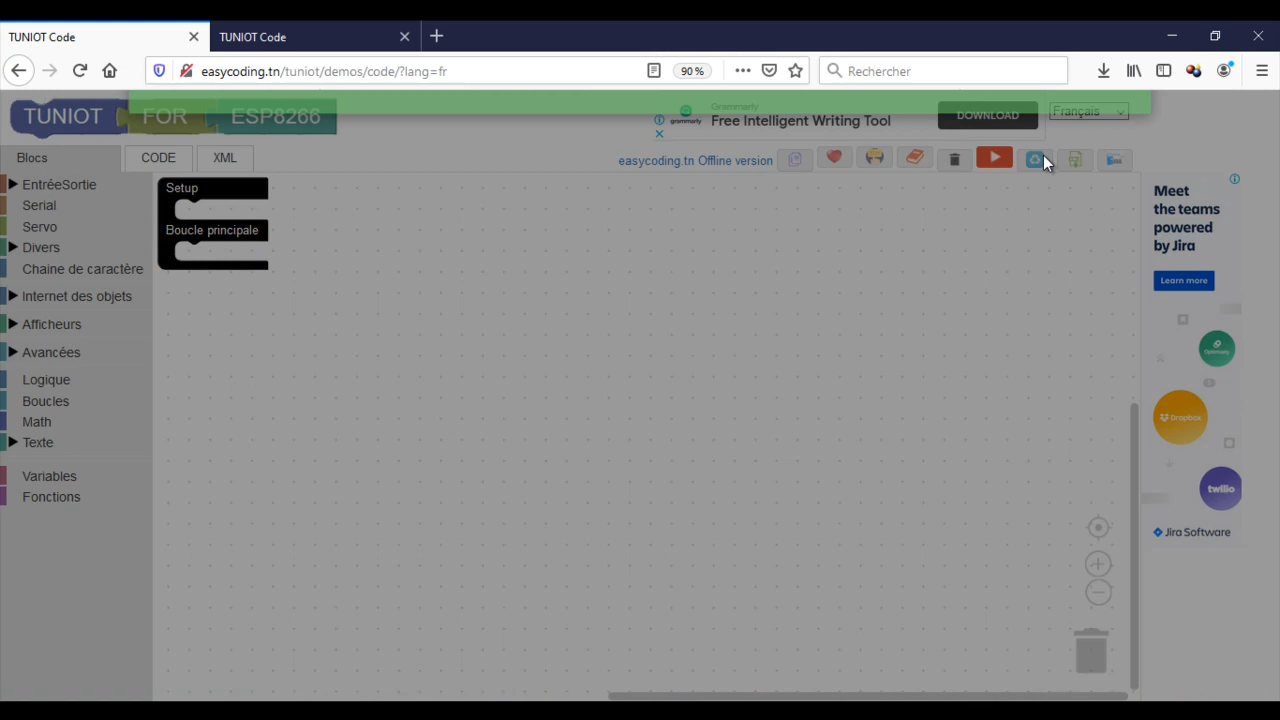 TUNIOT Code
TUNIOT Code
easycoding.tn/tuniot/demos/code/?lang=fr
90%
Rechercher
TUNIOT FOR ESP8266
Grammarly
Free Intelligent Writing Tool
grammarly
DOWNLOAD
Français
Blocs
CODE
XML
easycoding.tn Offline version
EntréeSortie
Serial
Servo
Divers
Chaine de caractère
Internet des objets
Afficheurs
Avancées
Logique
Boucles
Math
Texte
Variables
Fonctions
Setup
Boucle principale
Meet
the teams
powered
by Jira
Learn more
Optimizely
Dropbox
twilio
Jira Software